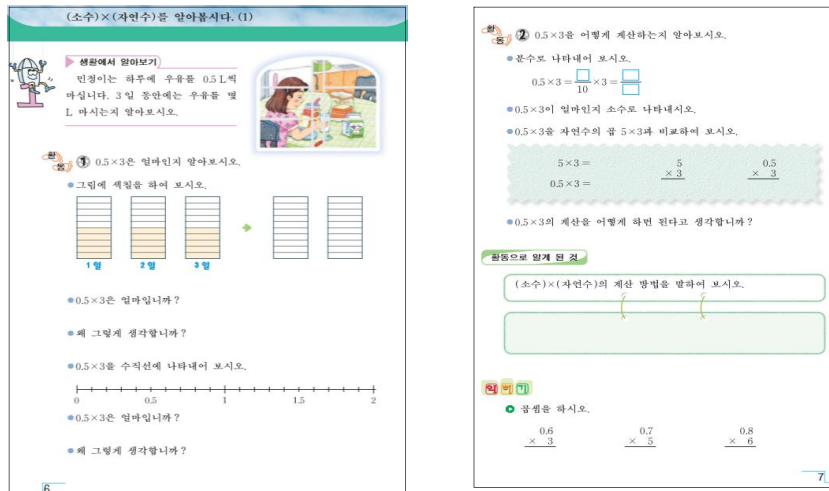 (소수)×(자연수)를 알아봅시다. (1)
생활에서 알아보기
민정이는 하루에 우유를 0.5 L씩
마십니다. 3일 동안에는 우유를 몇
L 마시는지 알아보시오.
활동 1 0.5×3은 얼마인지 알아보시오.
그림에 색칠을 하여 보시오.
1일 2일 3일
0.5×3은 얼마입니까?
왜 그렇게 생각합니까?
0.5×3을 수직선에 나타내어 보시오.
0 0.5 1 1.5 2
0.5×3은 얼마입니까?
왜 그렇게 생각합니까?
6
활동 2 0.5×3을 어떻게 계산하는지 알아보시오.
분수로 나타내어 보시오.
0.5×3=□/10×3=□/□
0.5×3이 얼마인지 소수로 나타내시오.
0.5×3을 자연수의 곱 5×3과 비교하여 보시오.
5×3= 5 0.5
0.5×3= × 3 × 3
0.5×3의 계산을 어떻게 하면 된다고 생각합니까?
활동으로 알게 된 것
(소수)×(자연수)의 계산 방법을 말하여 보시오.
익히기
곱셈을 하시오.
0.6 0.7 0.8
× 3 × 5 × 6
7